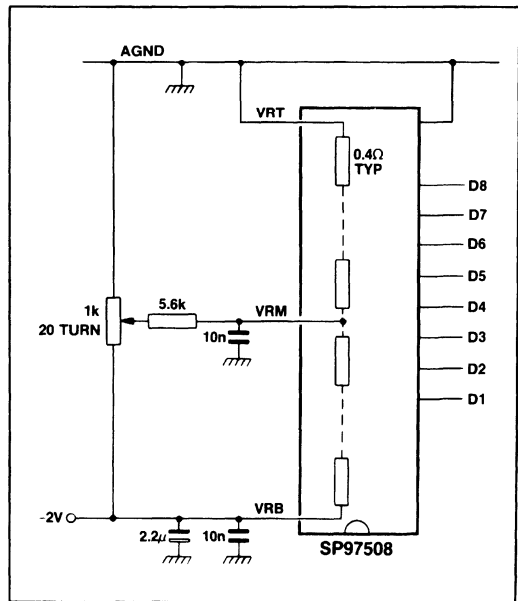 AGND
VRT
0.4Ω
TYP
D8
D7
D6
D5
1k
20 TURN
5.6k
VRM
10n
D4
D3
D2
D1
-2V
VRB
2.2μ
10n
SP97508